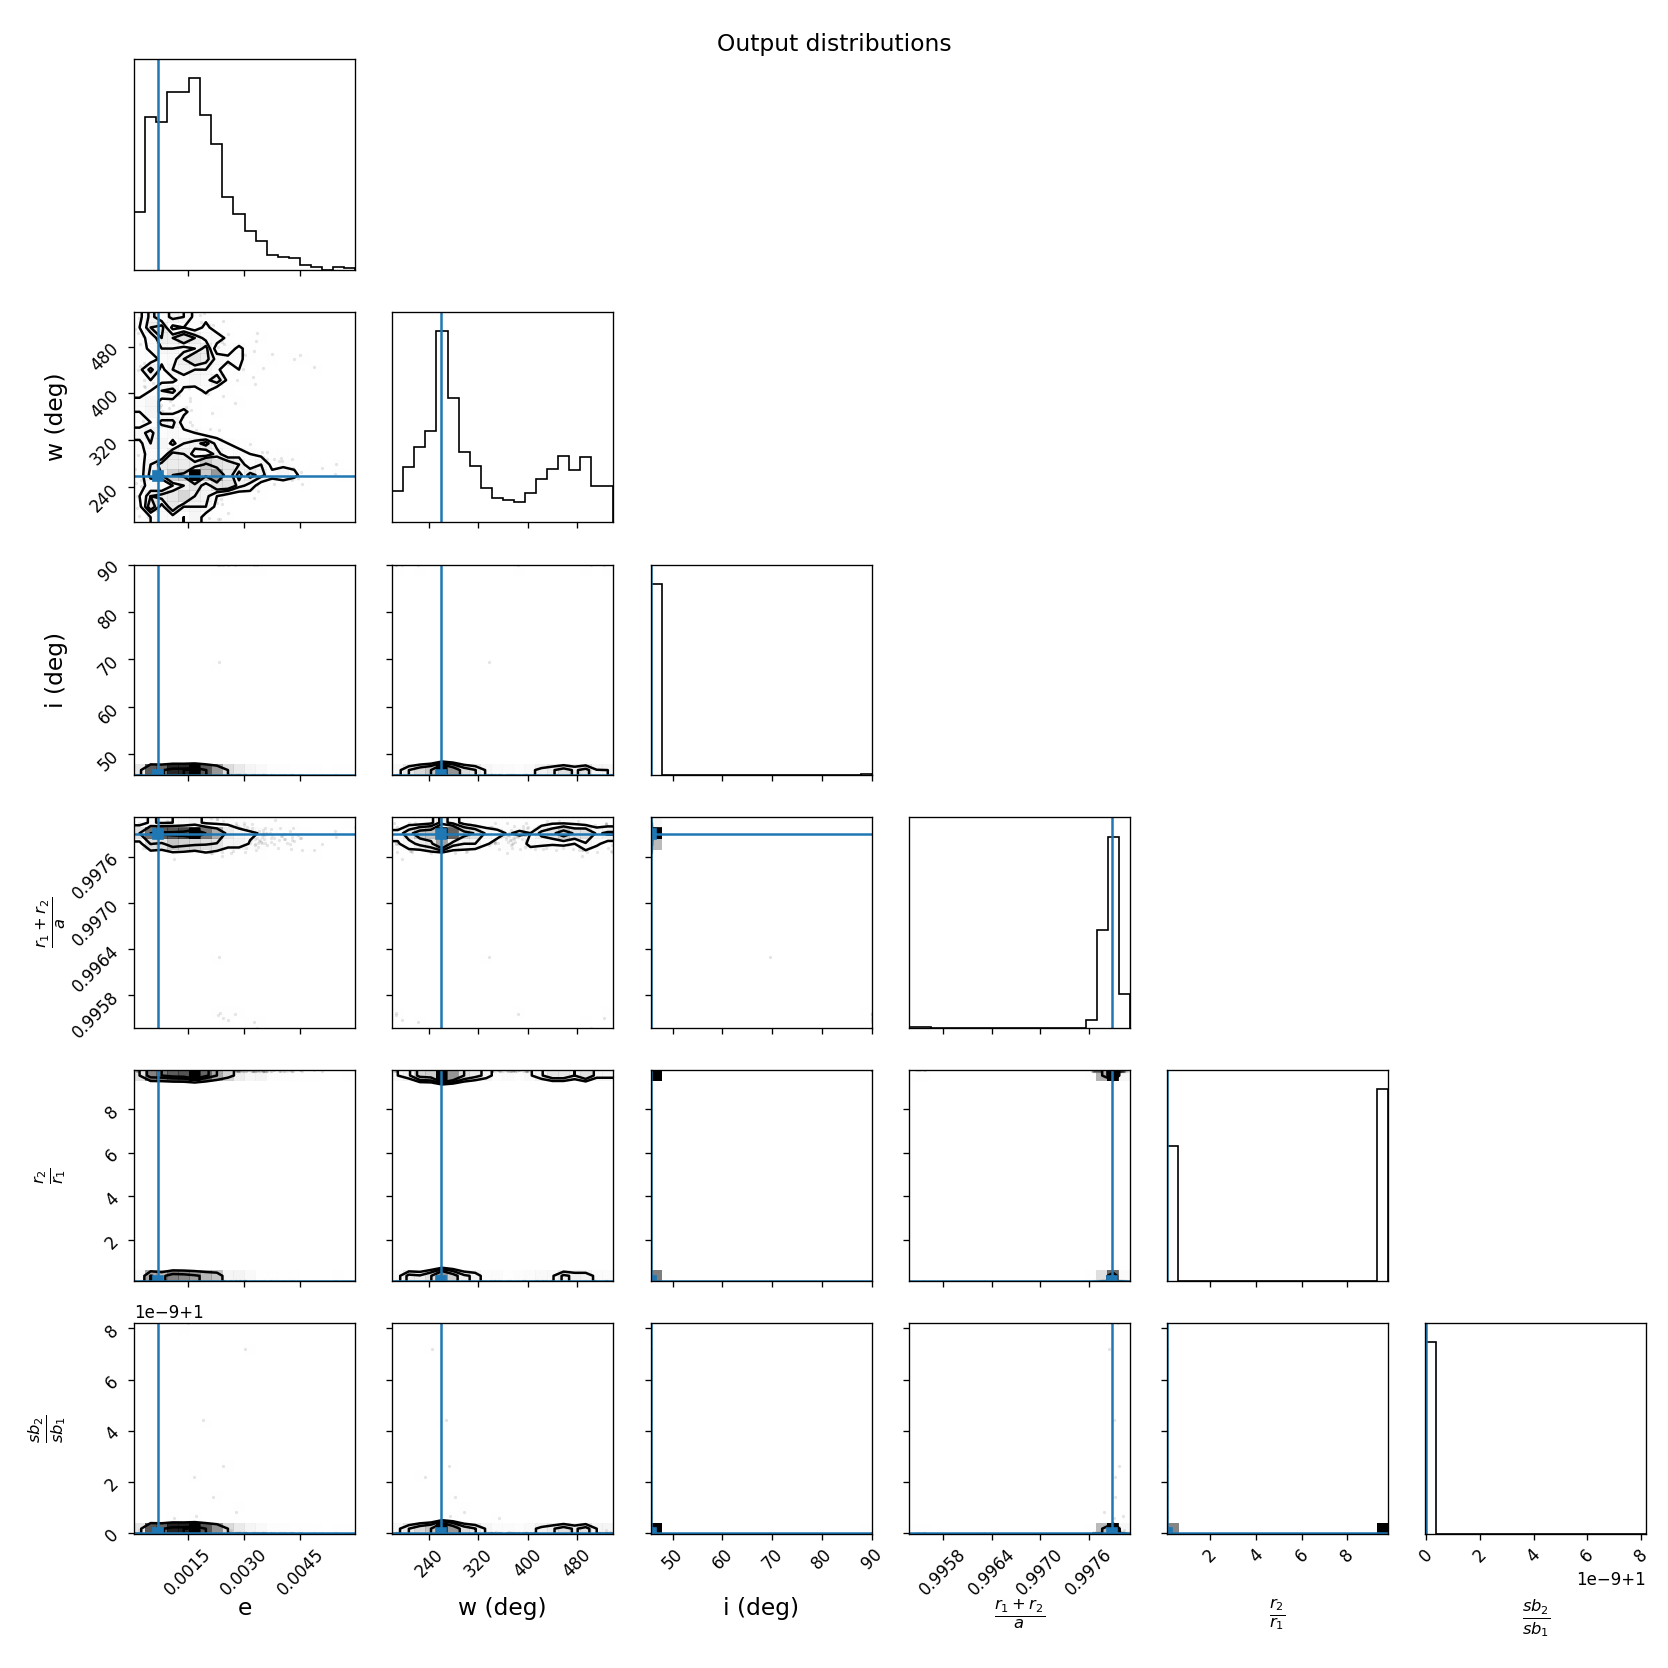 Output distributions
w (deg)
480
400
320
240
i (deg)
90
80
70
60
50
r1 + r2
a
0.9976
0.9970
0.9964
0.9958
r2
r1
8
6
4
2
1e−9+1
sb2
sb1
8
6
4
2
0
0.0015 0.0030 0.0045
240 320 400 480
50 60 70 80 90
0.9958 0.9964 0.9970 0.9976
2 4 6 8
0 2 4 6 8
1e−9+1
e
w (deg)
i (deg)
r1 + r2
a
r2
r1
sb2
sb1